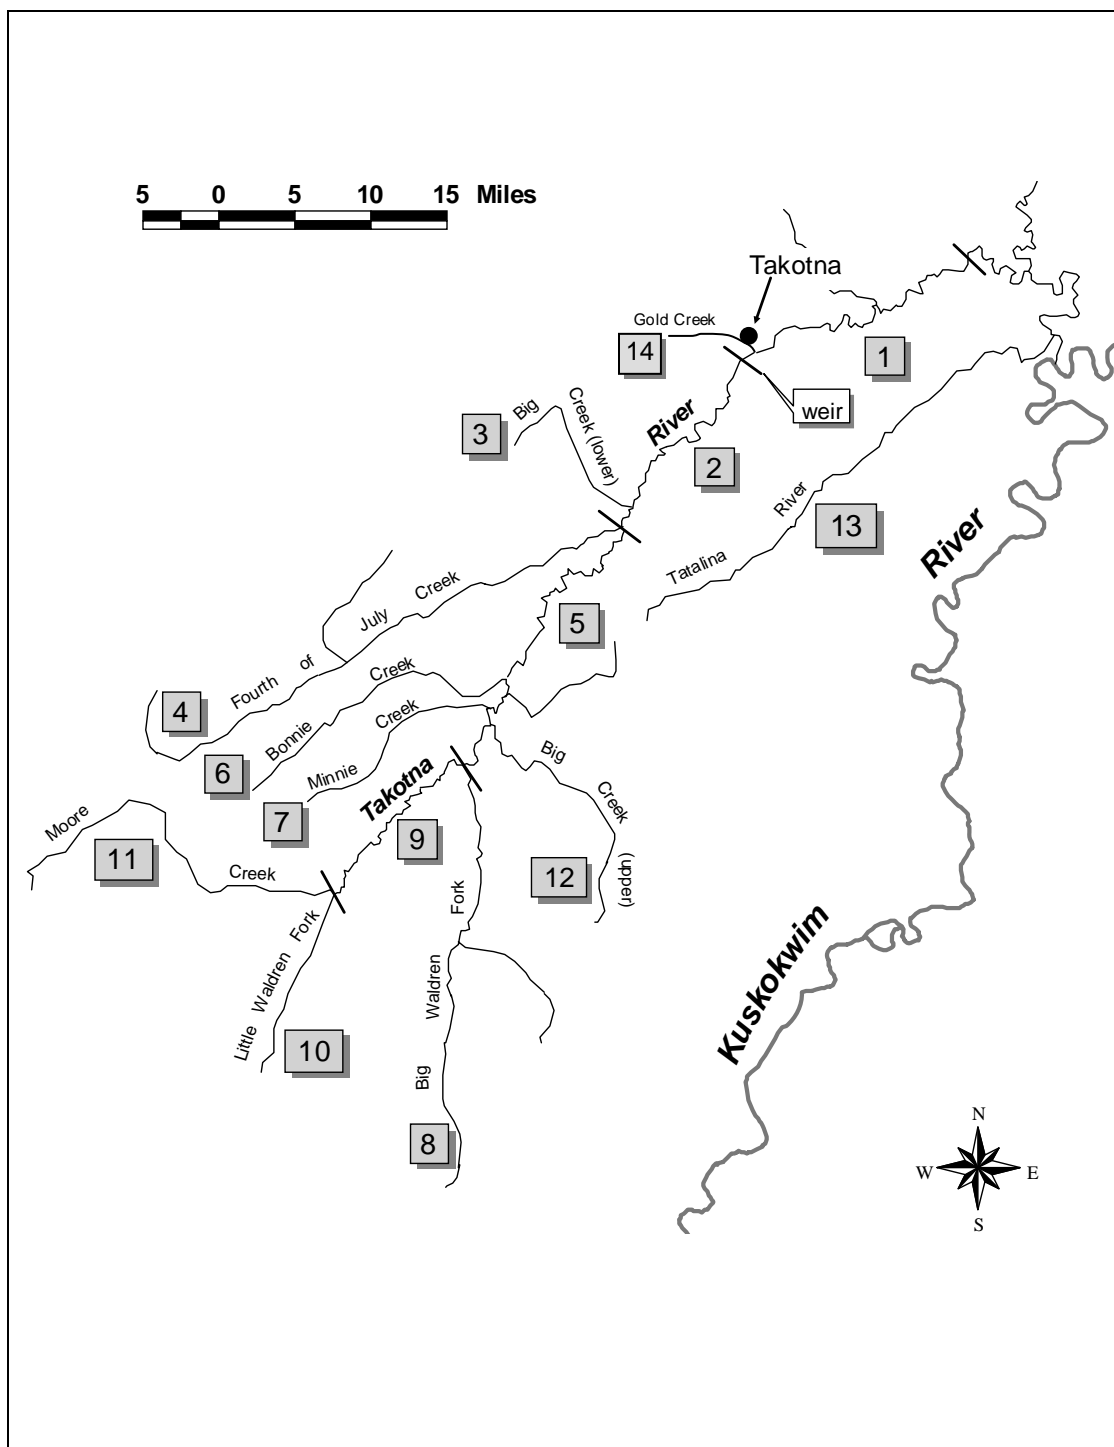 5 0 5 10 15 Miles
Takotna
Gold Creek
14
1
weir
Big
Creek (lower)
3
River
2
River
13
Tatalina
River
July Creek
5
Fourth of
4
Creek
Bonnie
6
Creek
Minnie
7
Big
Creek
(upper)
Takotna
9
12
Moore
11
Creek
Fork
Little Waldren Fork
10
Waldren
Big
8
Kuskokwim
N
W E
S